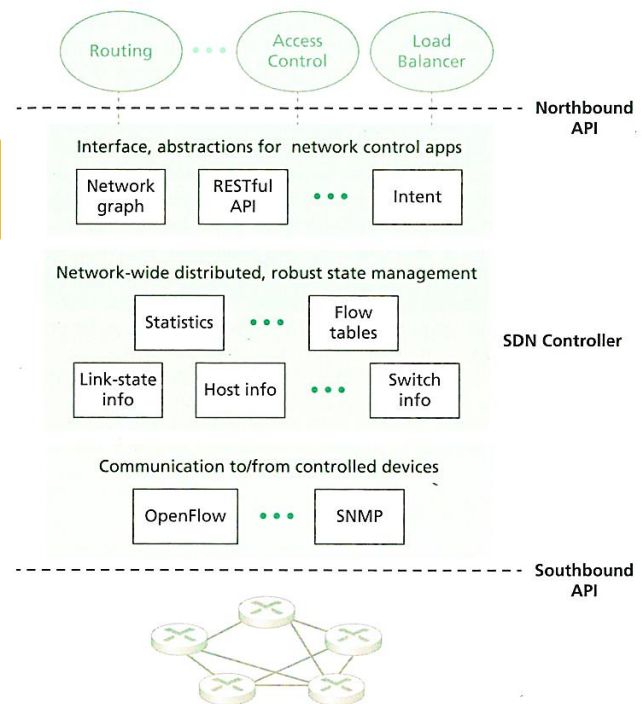 Routing
Access
Control
Load
Balancer
Northbound
API
Interface, abstractions for network control apps
Network
graph
RESTful
API
Intent
Network-wide distributed, robust state management
Statistics
Flow
tables
SDN Controller
Link-state
info
Host info
Switch
info
Communication to/from controlled devices
OpenFlow
SNMP
Southbound
API